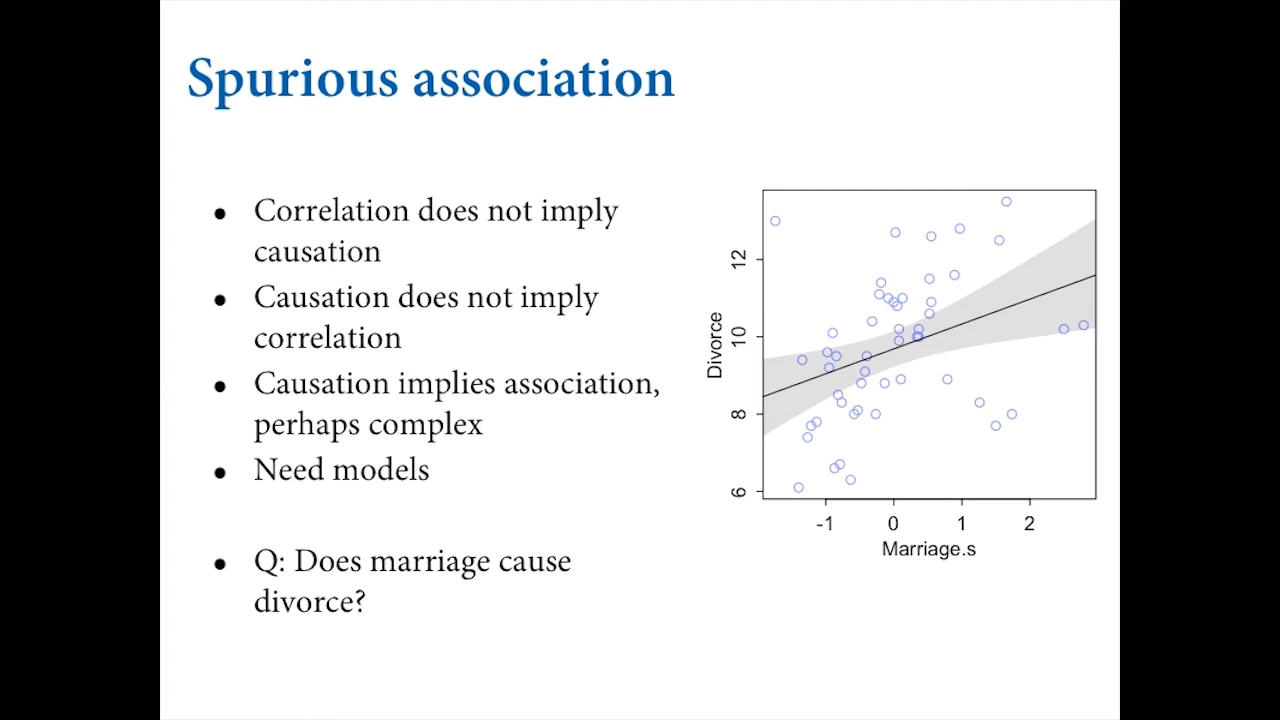 Spurious association
• Correlation does not imply
causation
• Causation does not imply
correlation
• Causation implies association,
perhaps complex
• Need models
• Q: Does marriage cause
divorce?
Divorce
12
10
8
6
-1 0 1 2
Marriage.s